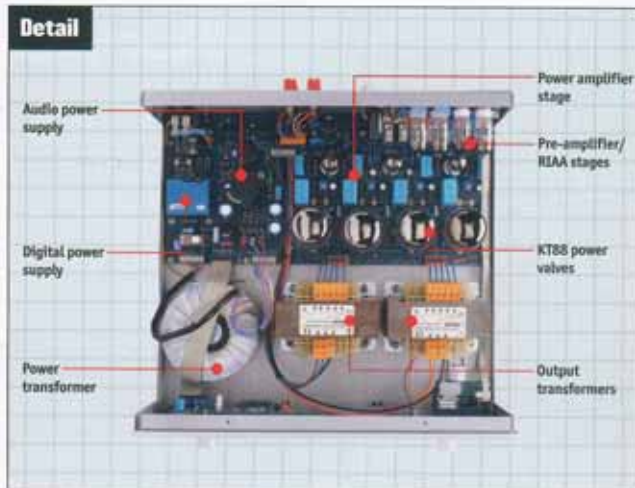 Detail
Audio power
supply
Digital power
supply
Power
transformer
Power amplifier
stage
Pre-amplifier/
RIAA stages
KT88 power
valves
Output
transformers